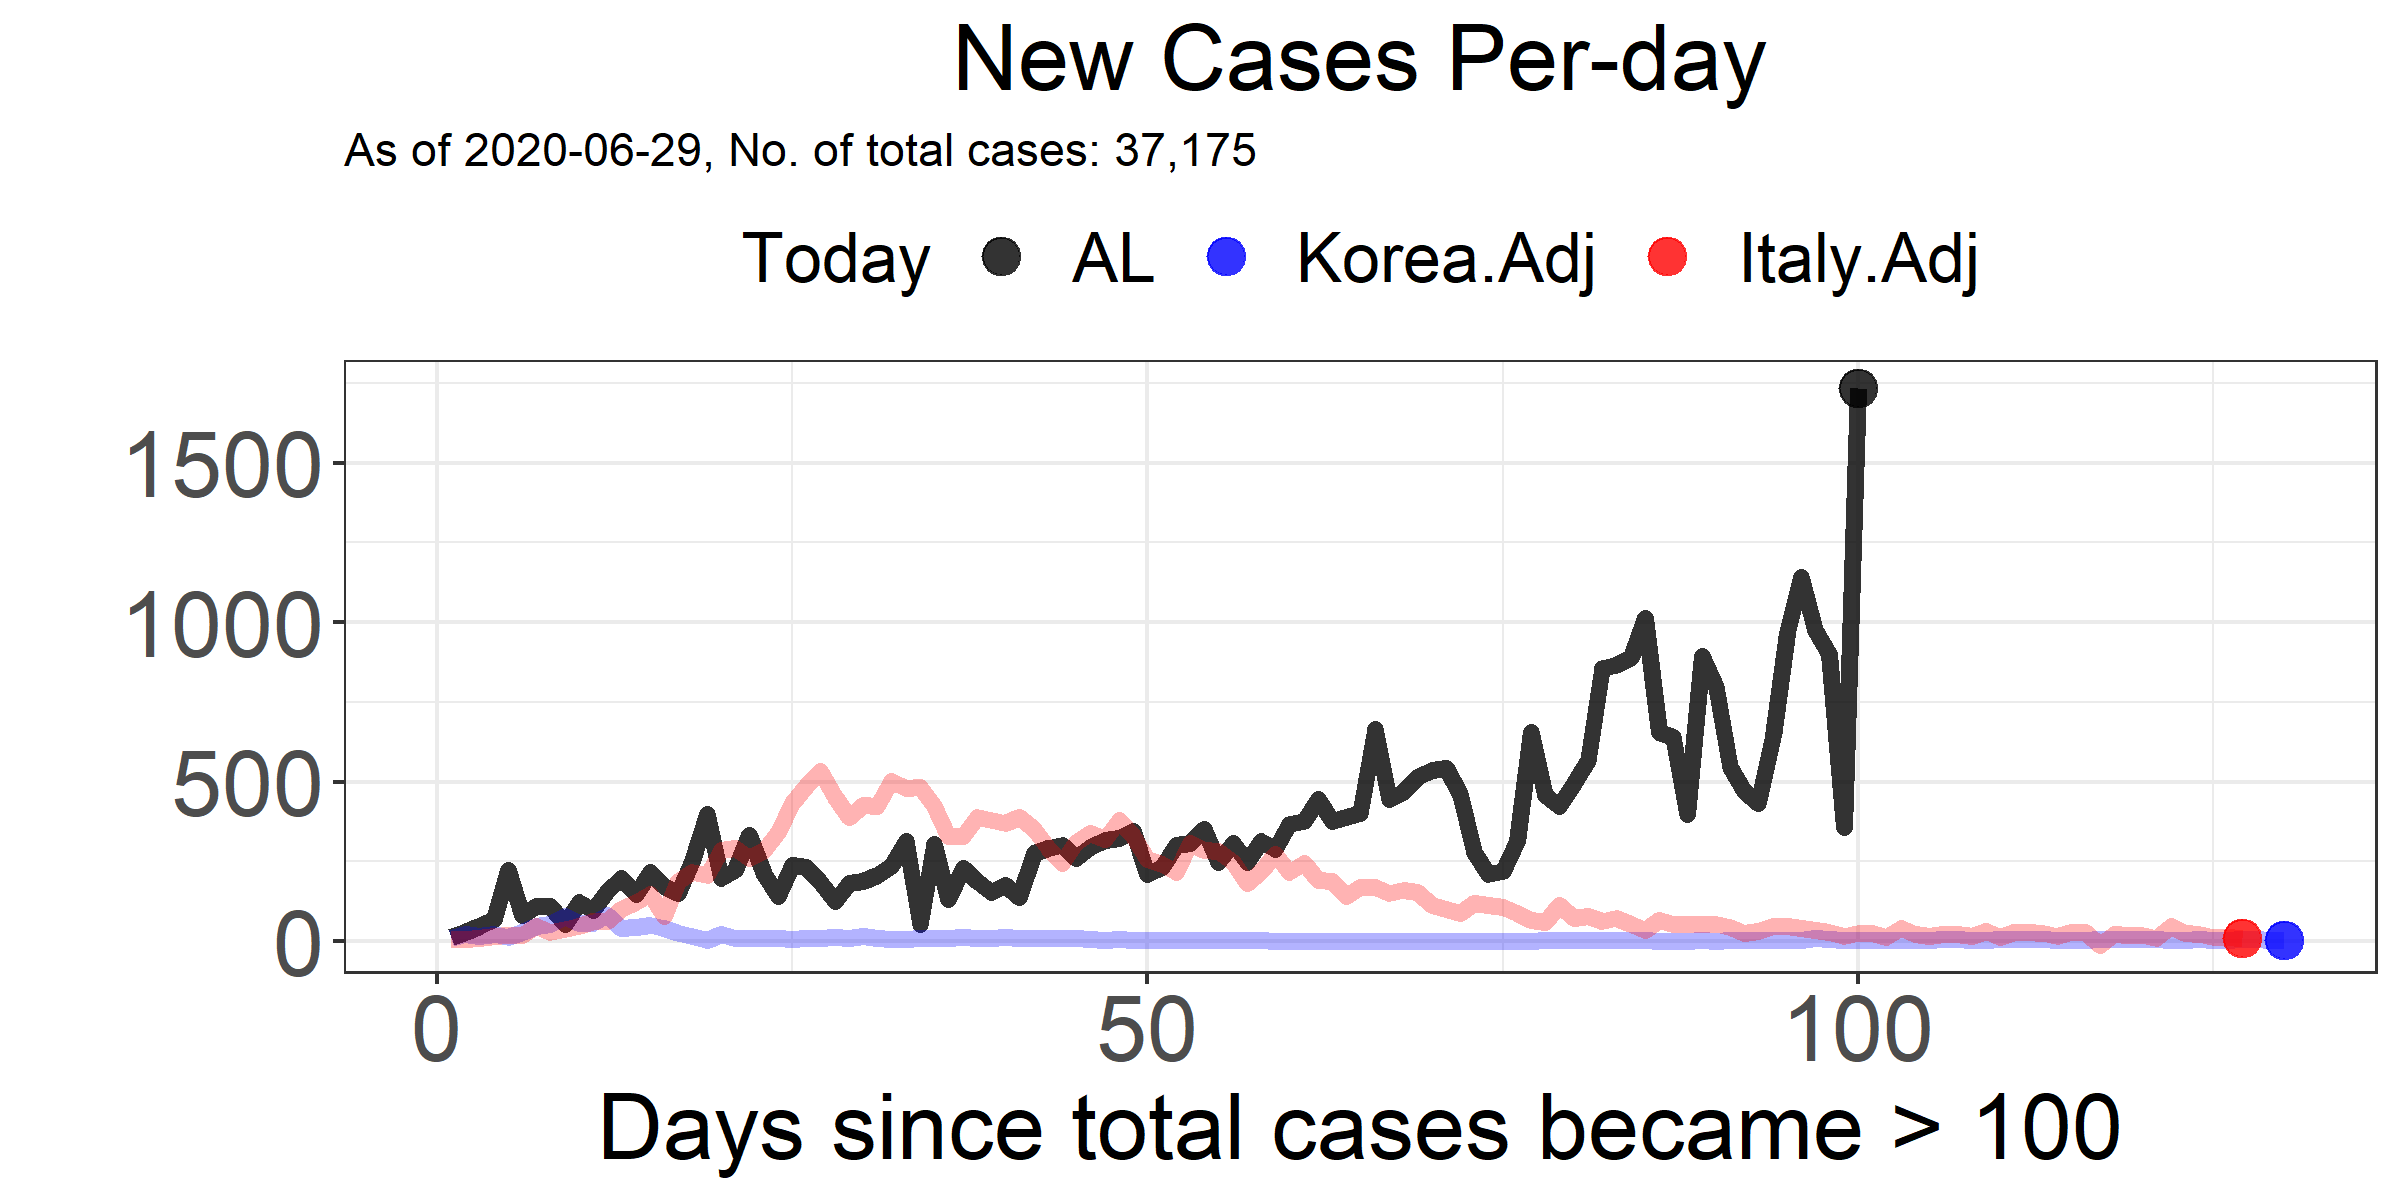 New Cases Per-day
As of 2020-06-29, No. of total cases: 37,175
Today AL Korea.Adj Italy.Adj
1500
1000
500
0
0 50 100
Days since total cases became > 100